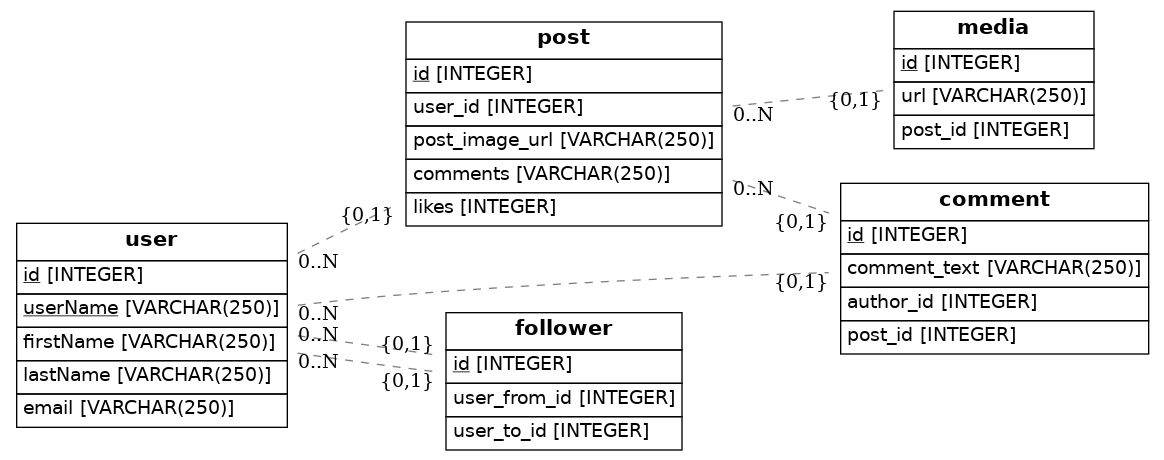 post
id [INTEGER]
user_id [INTEGER]
post_image_url [VARCHAR(250)]
comments [VARCHAR(250)]
likes [INTEGER]
media
id [INTEGER]
url [VARCHAR(250)]
post_id [INTEGER]
0..N
{0,1}
0..N
{0,1}
comment
id [INTEGER]
comment_text [VARCHAR(250)]
author_id [INTEGER]
post_id [INTEGER]
user
id [INTEGER]
userName [VARCHAR(250)]
firstName [VARCHAR(250)]
lastName [VARCHAR(250)]
email [VARCHAR(250)]
{0,1}
0..N
{0,1}
0..N
0..N
{0,1}
0..N
{0,1}
follower
id [INTEGER]
user_from_id [INTEGER]
user_to_id [INTEGER]